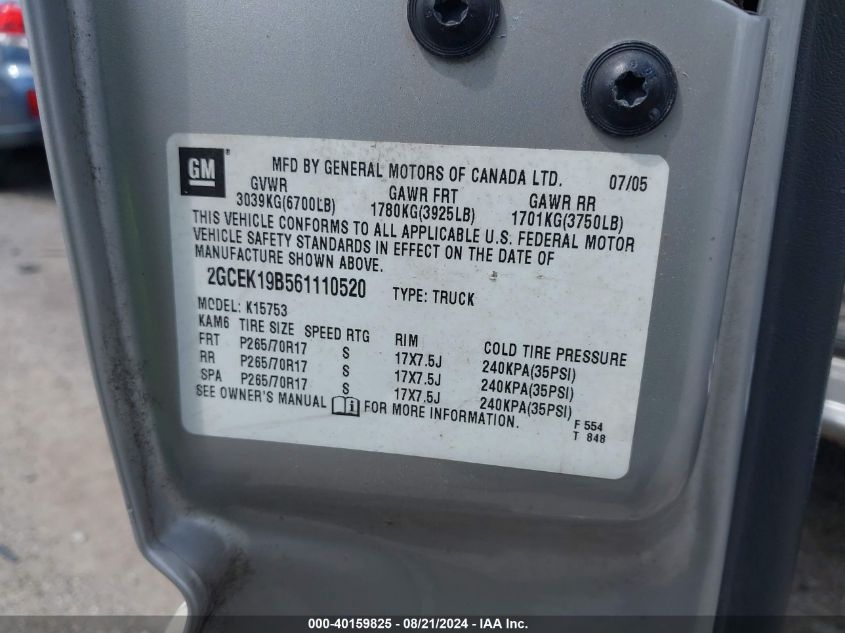 GM® MFD BY GENERAL MOTORS OF CANADA LTD. 07/05
GVWR GAWR FRT GAWR RR
3039KG(6700LB) 1780KG(3925LB) 1701KG(3750LB)
THIS VEHICLE CONFORMS TO ALL APPLICABLE U.S. FEDERAL MOTOR
VEHICLE SAFETY STANDARDS IN EFFECT ON THE DATE OF
MANUFACTURE SHOWN ABOVE.
2GCEK19B561110520 TYPE: TRUCK
MODEL: K15753
KAM6 TIRE SIZE SPEED RTG RIM COLD TIRE PRESSURE
FRT P265/70R17 S 17X7.5J 240KPA(35PSI)
RR P265/70R17 S 17X7.5J 240KPA(35PSI)
SPA P265/70R17 S 17X7.5J 240KPA(35PSI)
SEE OWNER'S MANUAL i FOR MORE INFORMATION.
F 554
T 848
000-40159825 - 08/21/2024 - IAA Inc.